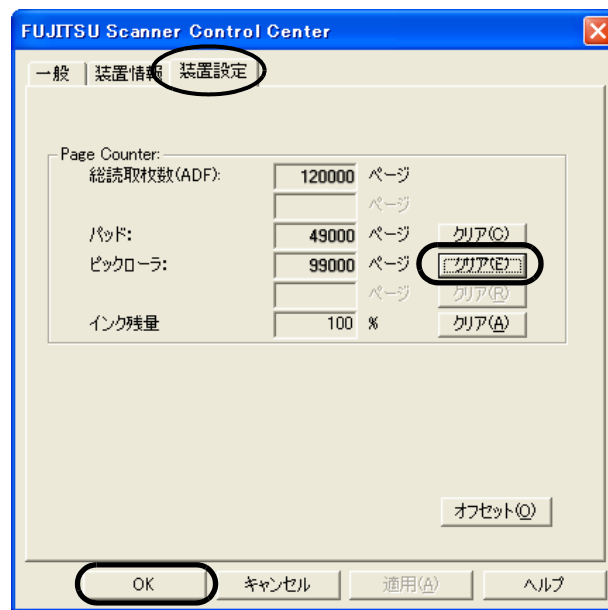 FUJITSU Scanner Control Center
一般 装置情報 装置設定
Page Counter:
総読取枚数(ADF): 120000 ページ
ページ
パッド: 49000 ページ クリア(C)
ピックローラ: 99000 ページ クリア(E)
ページ クリア(R)
インク残量 100 % クリア(A)
オフセット(O)
OK キャンセル 適用(A) ヘルプ